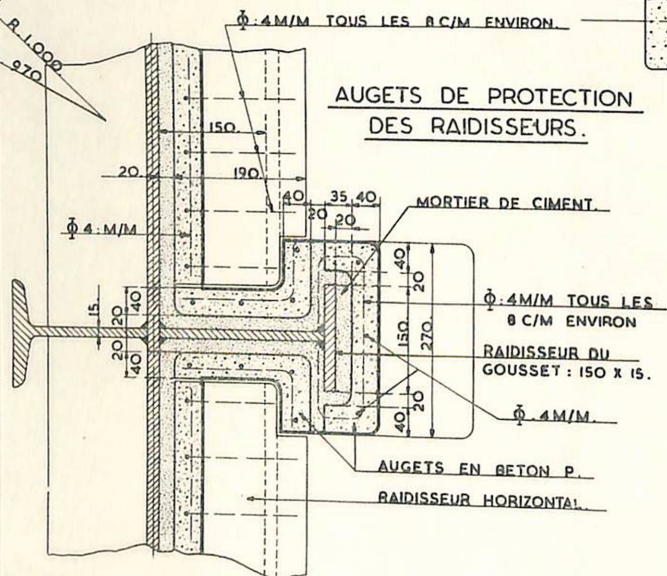 Φ:4M/M TOUS LES 8 C/M ENVIRON.
R 1.000
970
AUGETS DE PROTECTION
DES RAIDISSEURS.
150.
20.
190.
40
20
35
40
20
MORTIER DE CIMENT.
Φ 4:M/M
15
20
40
20
40
40
20
150
270
20
40
Φ:4M/M TOUS LES
8 C/M ENVIRON
RAIDISSEUR DU
GOUSSET : 150 X 15.
Φ.4M/M.
AUGETS EN BETON P.
RAIDISSEUR HORIZONTAL.